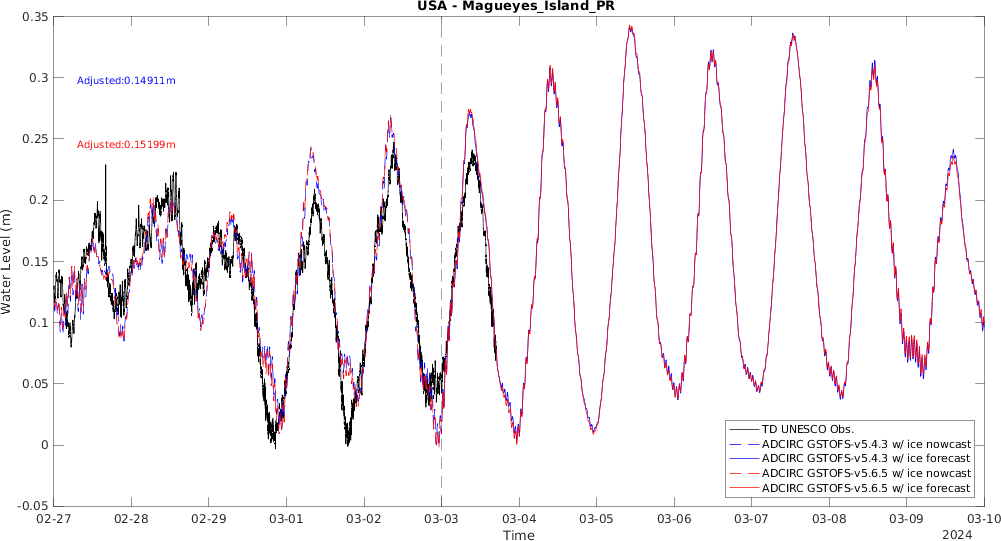 USA - Magueyes_Island_PR
0.35
0.3
0.25
0.2
0.15
0.1
0.05
0
-0.05
Water Level (m)
Adjusted:0.14911m
Adjusted:0.15199m
TD UNESCO Obs.
ADCIRC GSTOFS-v5.4.3 w/ ice nowcast
ADCIRC GSTOFS-v5.4.3 w/ ice forecast
ADCIRC GSTOFS-v5.6.5 w/ ice nowcast
ADCIRC GSTOFS-v5.6.5 w/ ice forecast
02-27 02-28 02-29 03-01 03-02 03-03 03-04 03-05 03-06 03-07 03-08 03-09 03-10
Time
2024